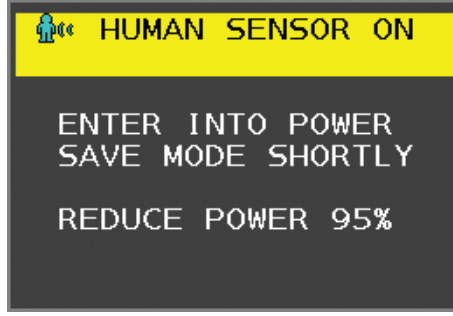 HUMAN SENSOR ON
ENTER INTO POWER
SAVE MODE SHORTLY
REDUCE POWER 95%